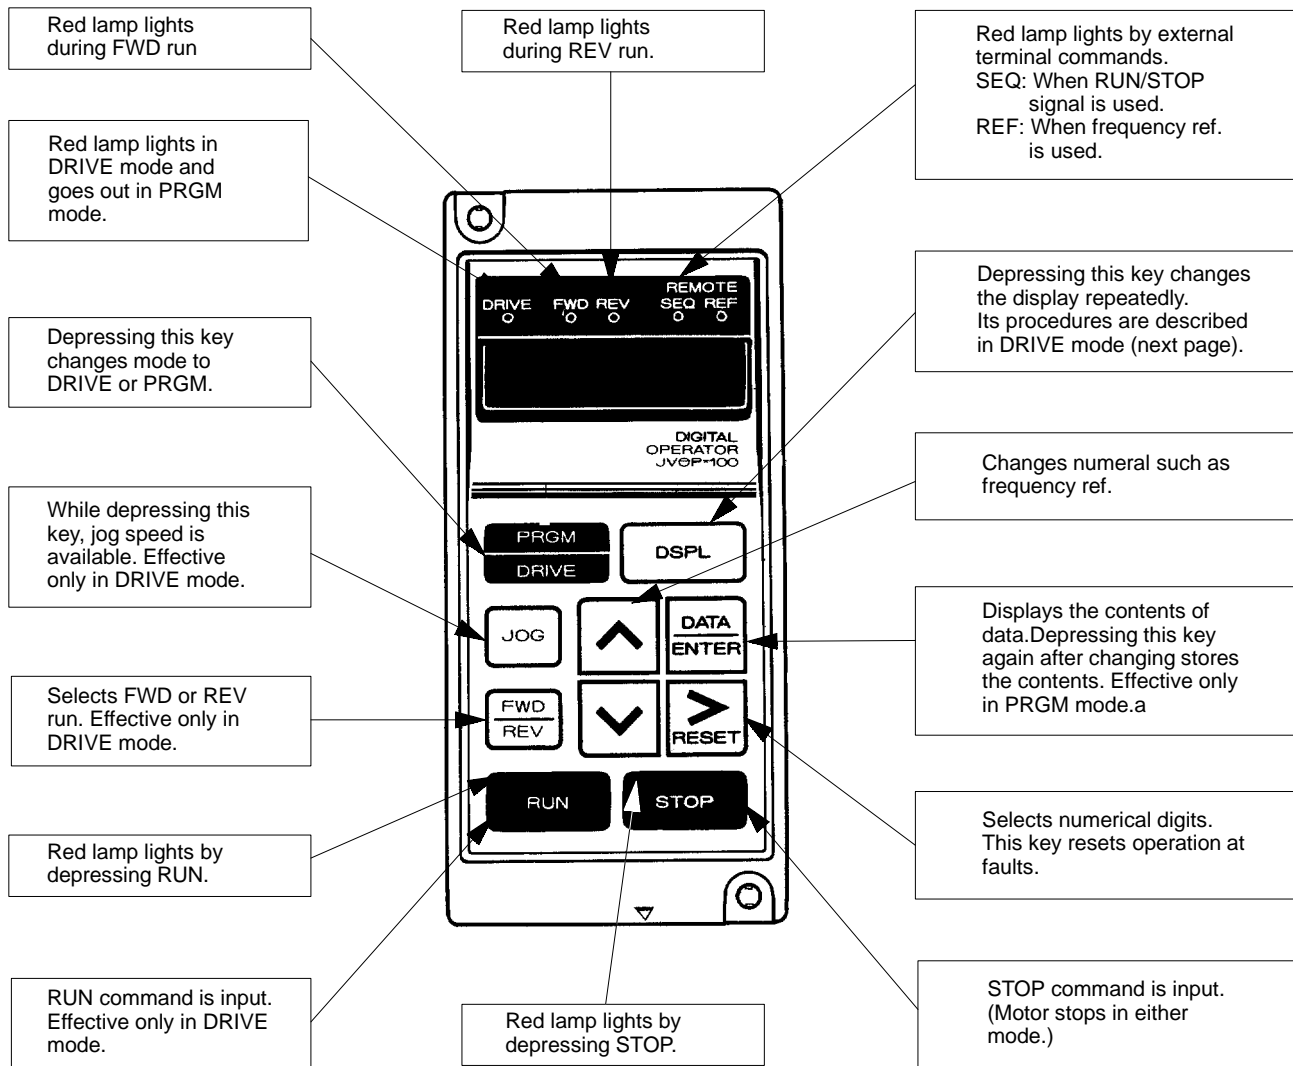 Red lamp lights
during FWD run
Red lamp lights
during REV run.
Red lamp lights by external
terminal commands.
SEQ: When RUN/STOP
signal is used.
REF: When frequency ref.
is used.
Red lamp lights in
DRIVE mode and
goes out in PRGM
mode.
Depressing this key
changes the display repeatedly.
Its procedures are described
in DRIVE mode (next page).
Depressing this key
changes mode to
DRIVE or PRGM.
Changes numeral such as
frequency ref.
While depressing this
key, jog speed is
available. Effective
only in DRIVE mode.
Displays the contents of
data.Depressing this key
again after changing stores
the contents. Effective only
in PRGM mode.a
Selects FWD or REV
run. Effective only in
DRIVE mode.
Selects numerical digits.
This key resets operation at
faults.
Red lamp lights by
depressing RUN.
RUN command is input.
Effective only in DRIVE
mode.
Red lamp lights by
depressing STOP.
STOP command is input.
(Motor stops in either
mode.)
REMOTE
DRIVE FWD REV SEQ REF
DIGITAL
OPERATOR
JVOP-100
PRGM
DRIVE
DSPL
JOG
DATA
ENTER
FWD
REV
RESET
RUN
STOP